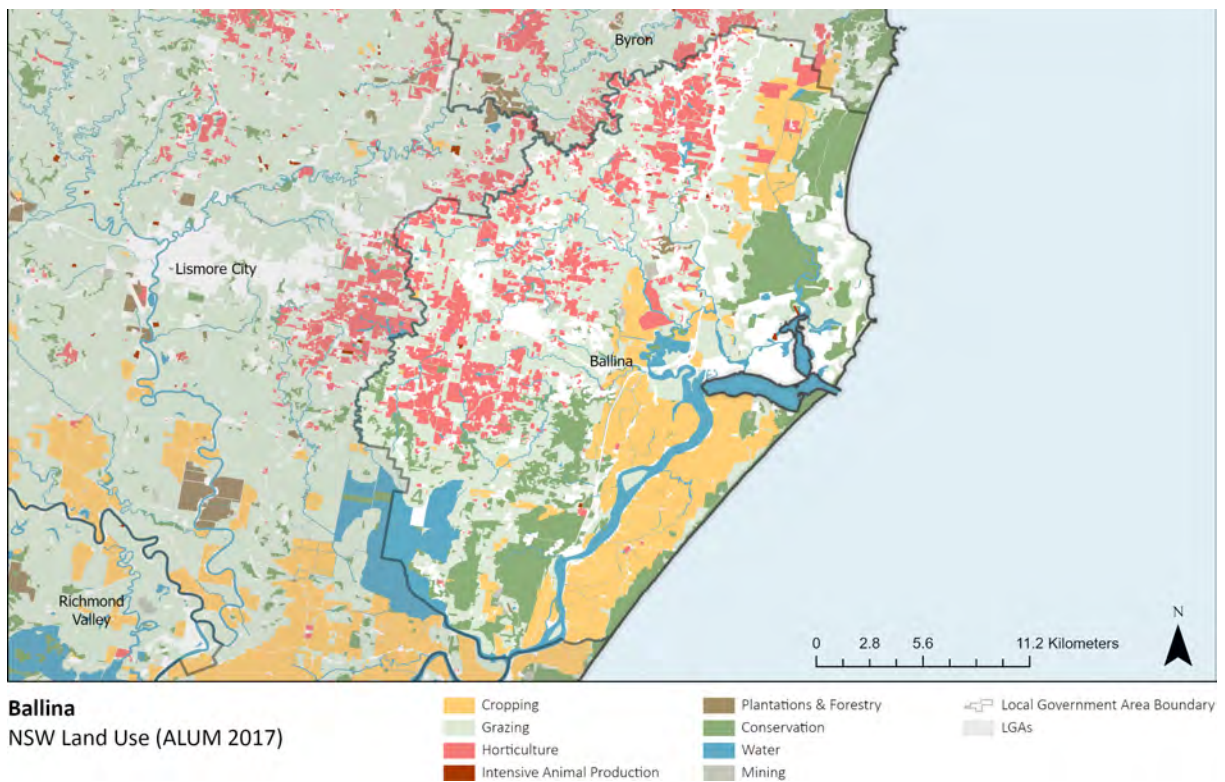 Byron
Lismore City
Ballina
Richmond
Valley
N
0 2.8 5.6 11.2 Kilometers
Ballina
NSW Land Use (ALUM 2017)
Cropping
Grazing
Horticulture
Intensive Animal Production
Plantations & Forestry
Conservation
Water
Mining
Local Government Area Boundary
LGAs